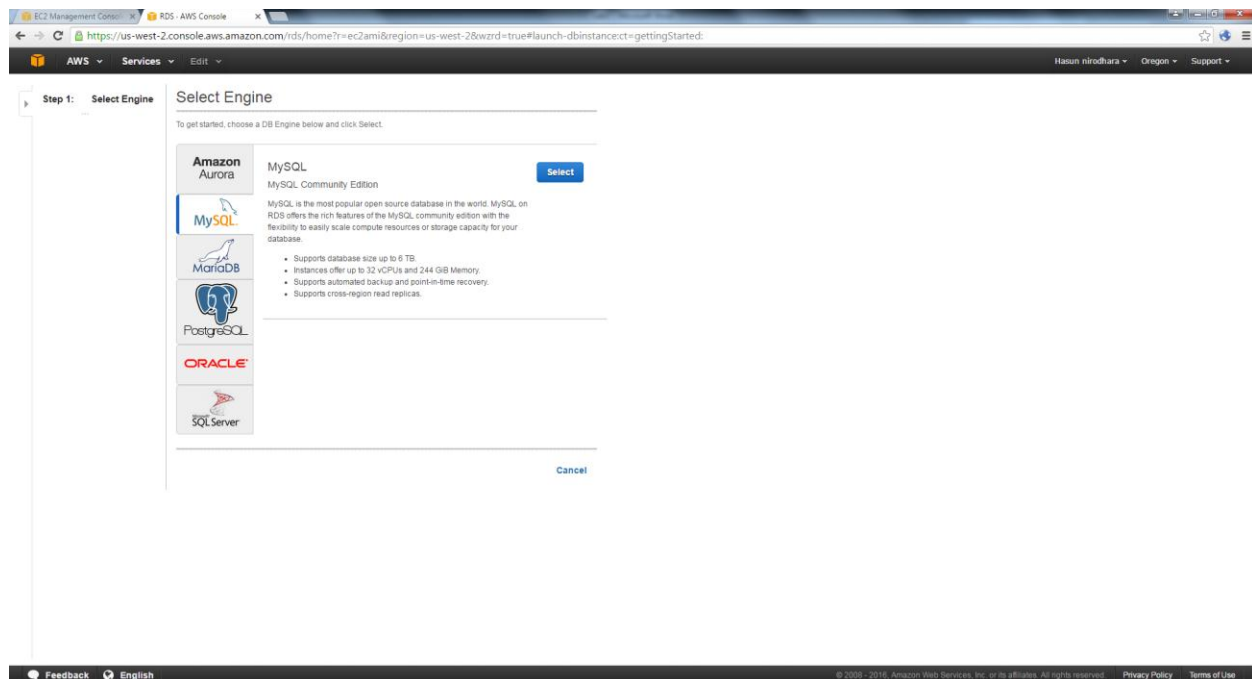 EC2 Management Consol
RDS - AWS Console
https://us-west-2.console.aws.amazon.com/rds/home?r=ec2ami&region=us-west-2&wzrd=true#launch-dbinstance:ct=gettingStarted:
AWS Services Edit Hasun nirodhara Oregon Support
Step 1: Select Engine
Select Engine
To get started, choose a DB Engine below and click Select.
Amazon
Aurora
MySQL
MariaDB
PostgreSQL
ORACLE
Microsoft
SQL Server
MySQL
Select
MySQL Community Edition
MySQL is the most popular open source database in the world. MySQL on
RDS offers the rich features of the MySQL community edition with the
flexibility to easily scale compute resources or storage capacity for your
database.
• Supports database size up to 6 TB.
• Instances offer up to 32 vCPUs and 244 GiB Memory.
• Supports automated backup and point-in-time recovery.
• Supports cross-region read replicas.
Cancel
Feedback English © 2008 - 2016, Amazon Web Services, Inc. or its affiliates. All rights reserved. Privacy Policy Terms of Use